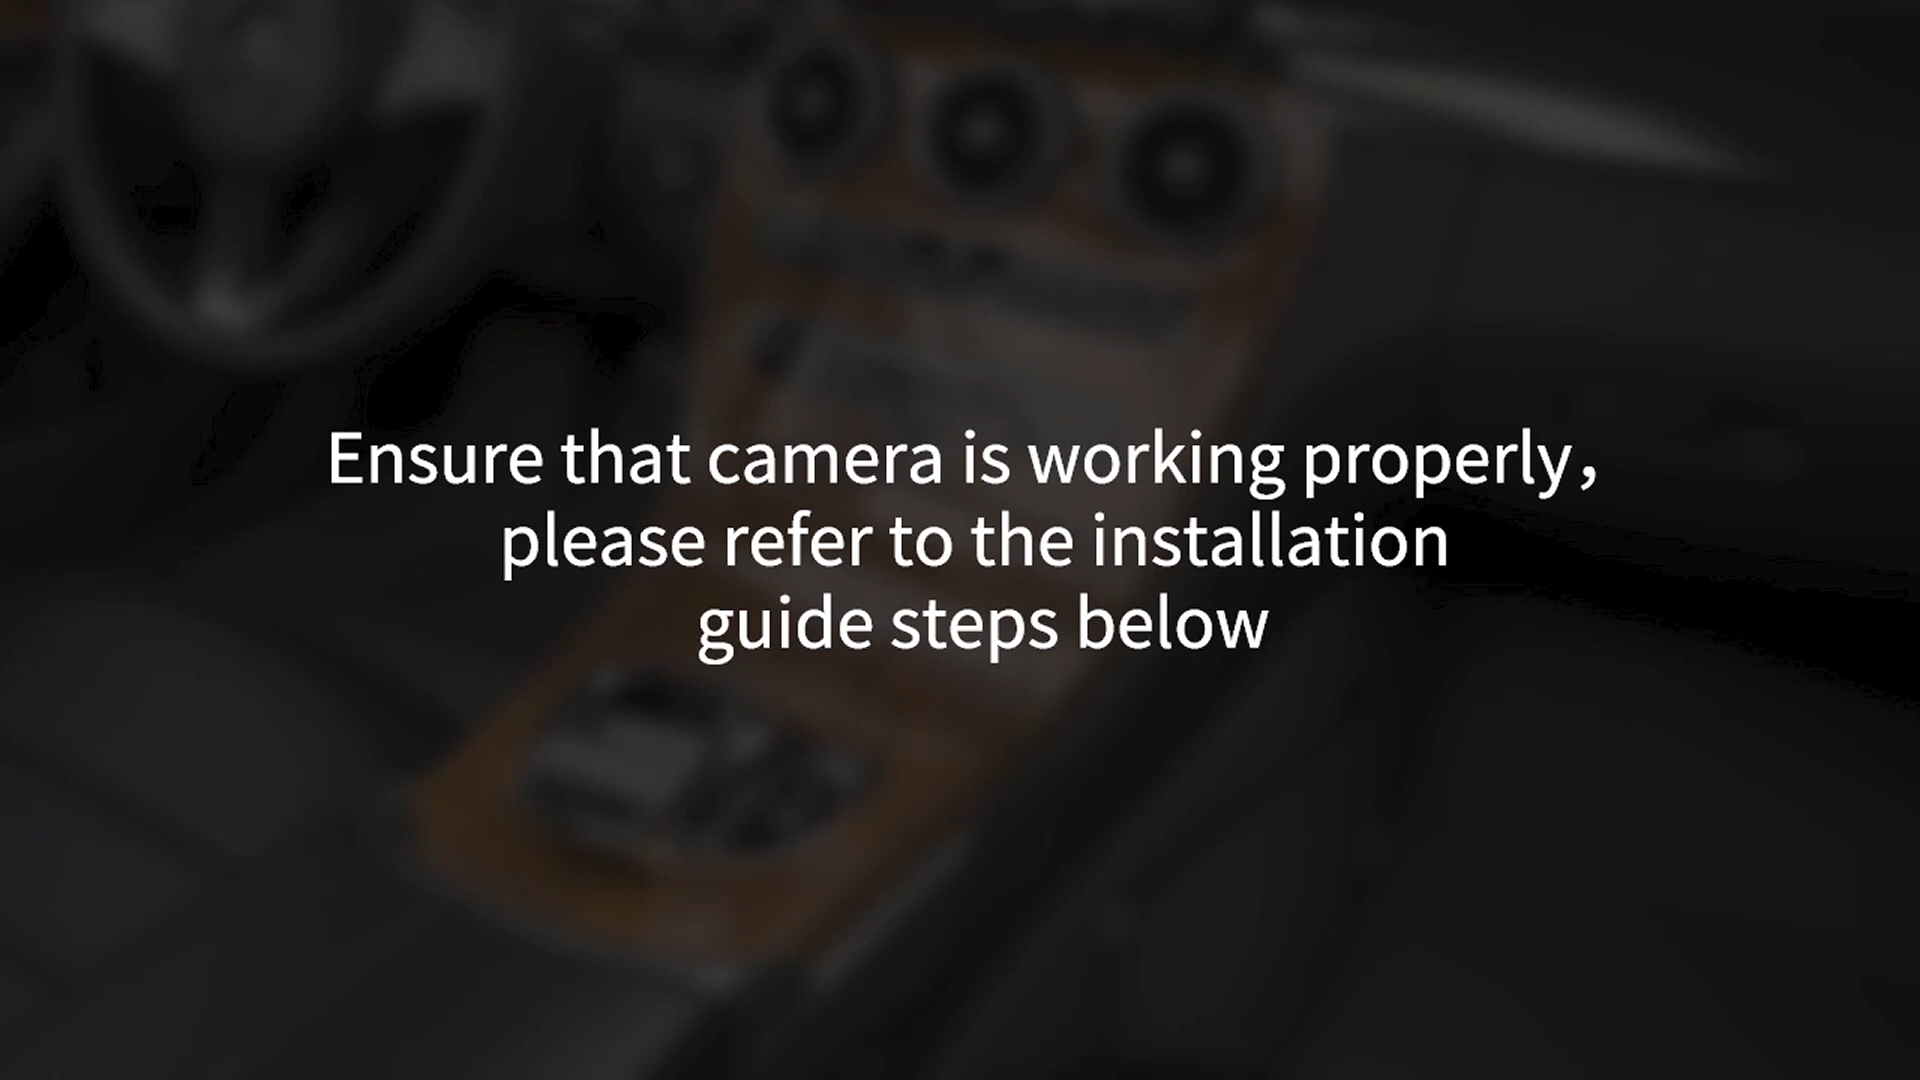 Ensure that camera is working properly，
please refer to the installation
guide steps below